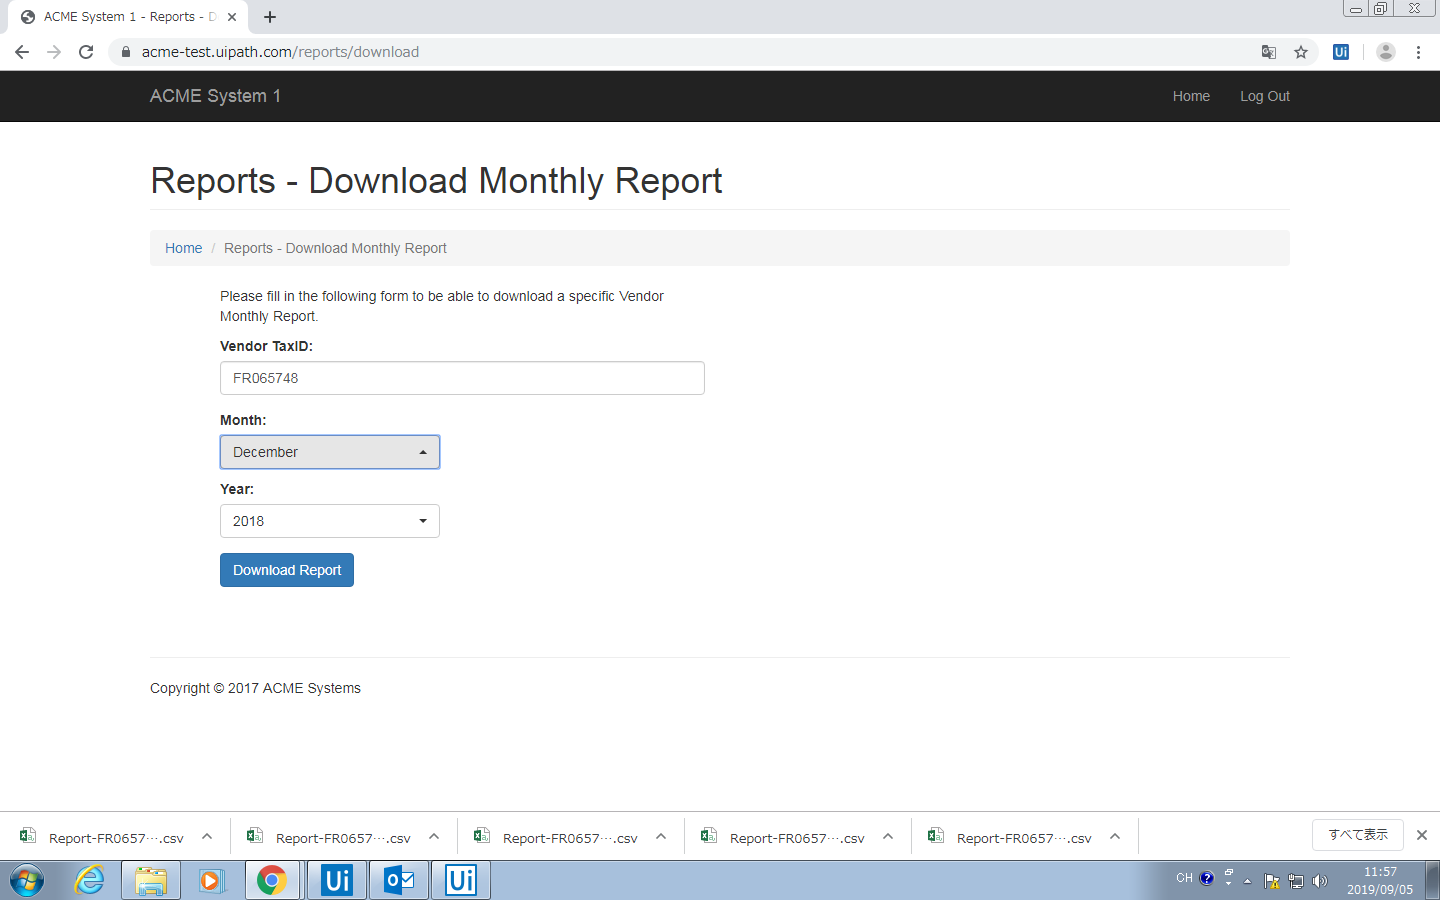 ACME System 1 - Reports - D
acme-test.uipath.com/reports/download
Ui
ACME System 1
Home
Log Out
Reports - Download Monthly Report
Home / Reports - Download Monthly Report
Please fill in the following form to be able to download a specific Vendor
Monthly Report.
Vendor TaxID:
FR065748
Month:
December
Year:
2018
Download Report
Copyright © 2017 ACME Systems
Report-FR0657⋯.csv
Report-FR0657⋯.csv
Report-FR0657⋯.csv
Report-FR0657⋯.csv
Report-FR0657⋯.csv
すべて表示
Ui
Ui
CH
11:57
2019/09/05